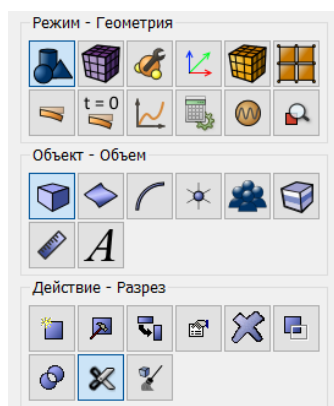 Режим - Геометрия
t = 0
Объект - Объем
A
Действие - Разрез